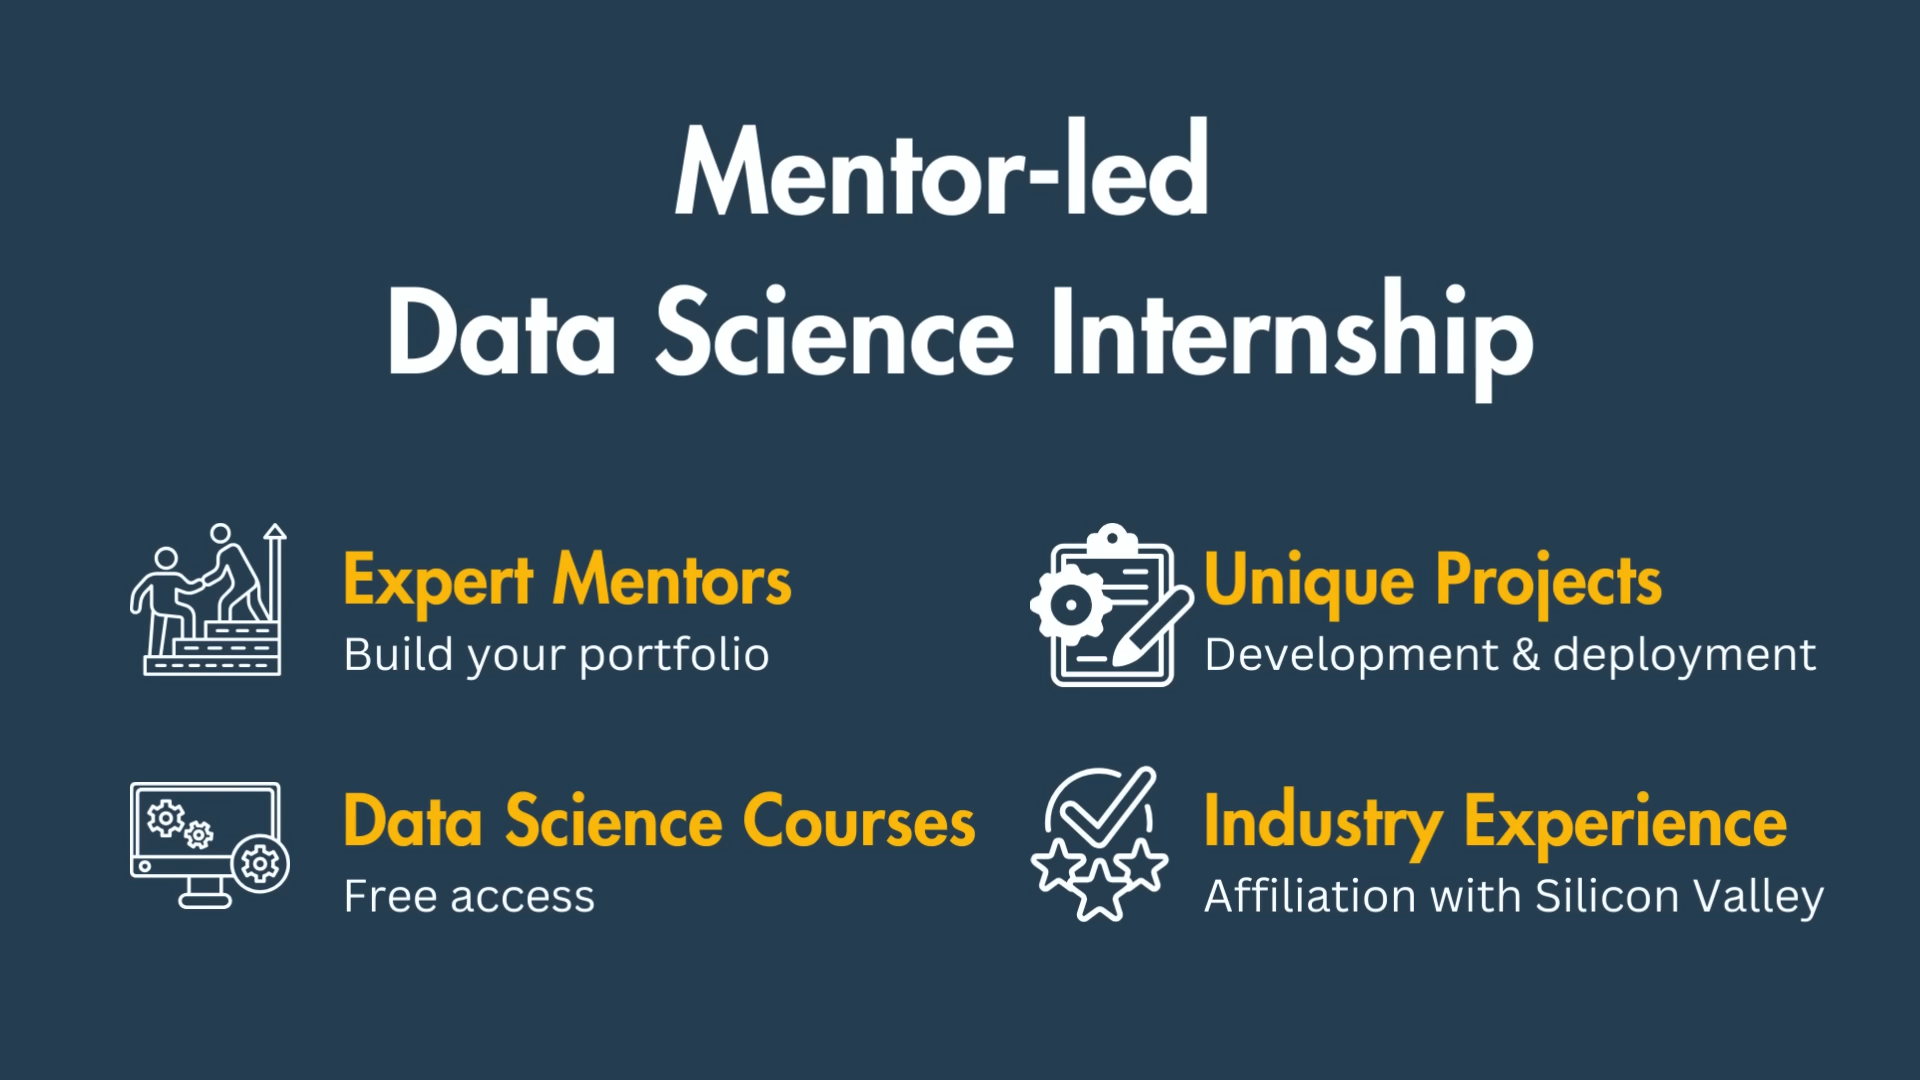 Mentor-led
Data Science Internship
Expert Mentors
Build your portfolio
Unique Projects
Development & deployment
Data Science Courses
Free access
Industry Experience
Affiliation with Silicon Valley